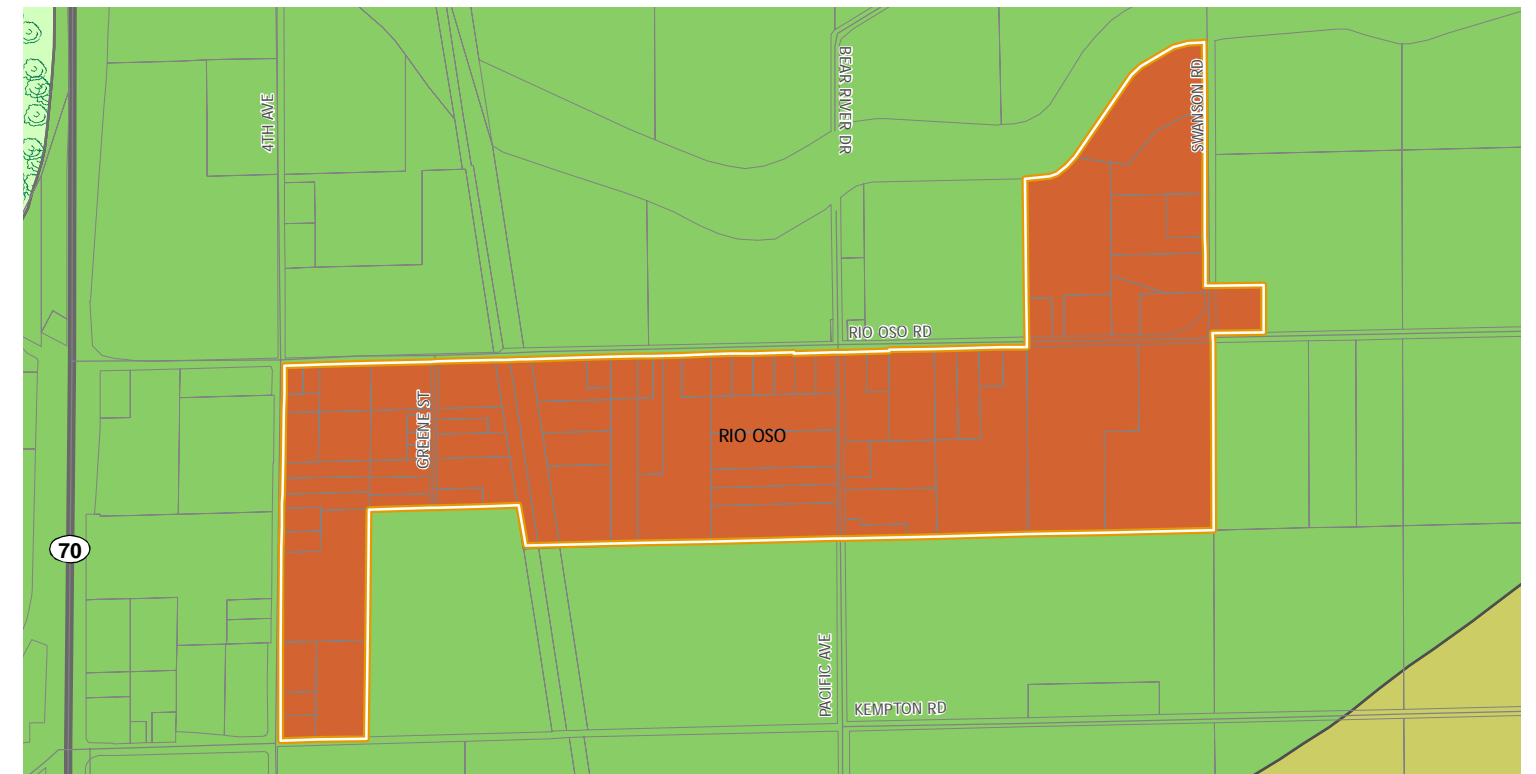 4TH AVE
BEAR RIVER DR
SWANSON RD
RIO OSO RD
GREENE ST
RIO OSO
70
PACIFIC AVE
KEMPTON RD